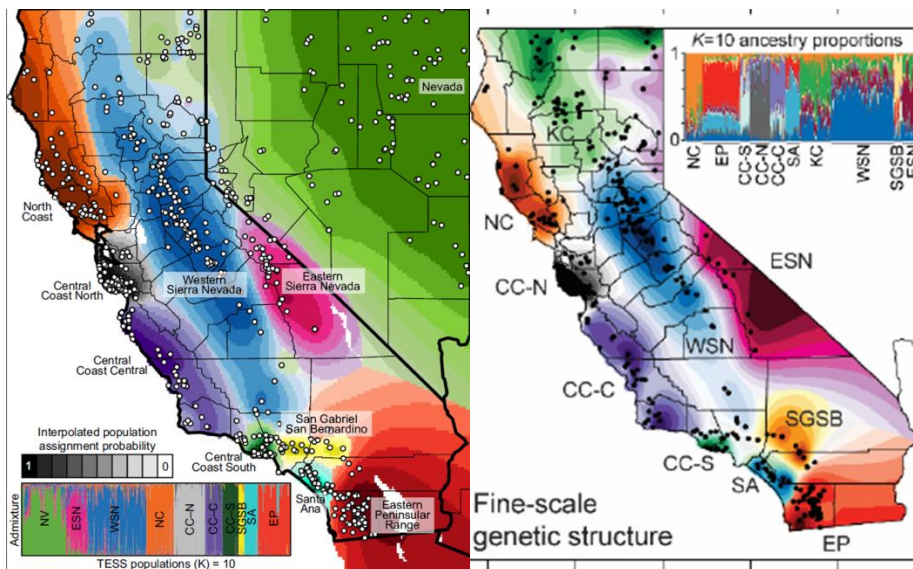 Nevada
North
Coast
Central
Coast North
Western
Sierra Nevada
Eastern
Sierra Nevada
Central
Coast Central
San Gabriel
San Bernardino
Interpolated population
assignment probability
1
0
Central
Coast South
Santa
Ana
Eastern
Peninsular
Range
Admixture
NV
ESN
WSN
NC
CC-N
CC-C
CC-S
SGSB
SA
EP
TESS populations (K) = 10
K=10 ancestry proportions
1
0
NC
EP
CC-S
CC-N
CC-C
SA
KC
WSN
SGSB
ESN
KC
NC
CC-N
ESN
WSN
CC-C
SGSB
CC-S
SA
EP
Fine-scale
genetic structure